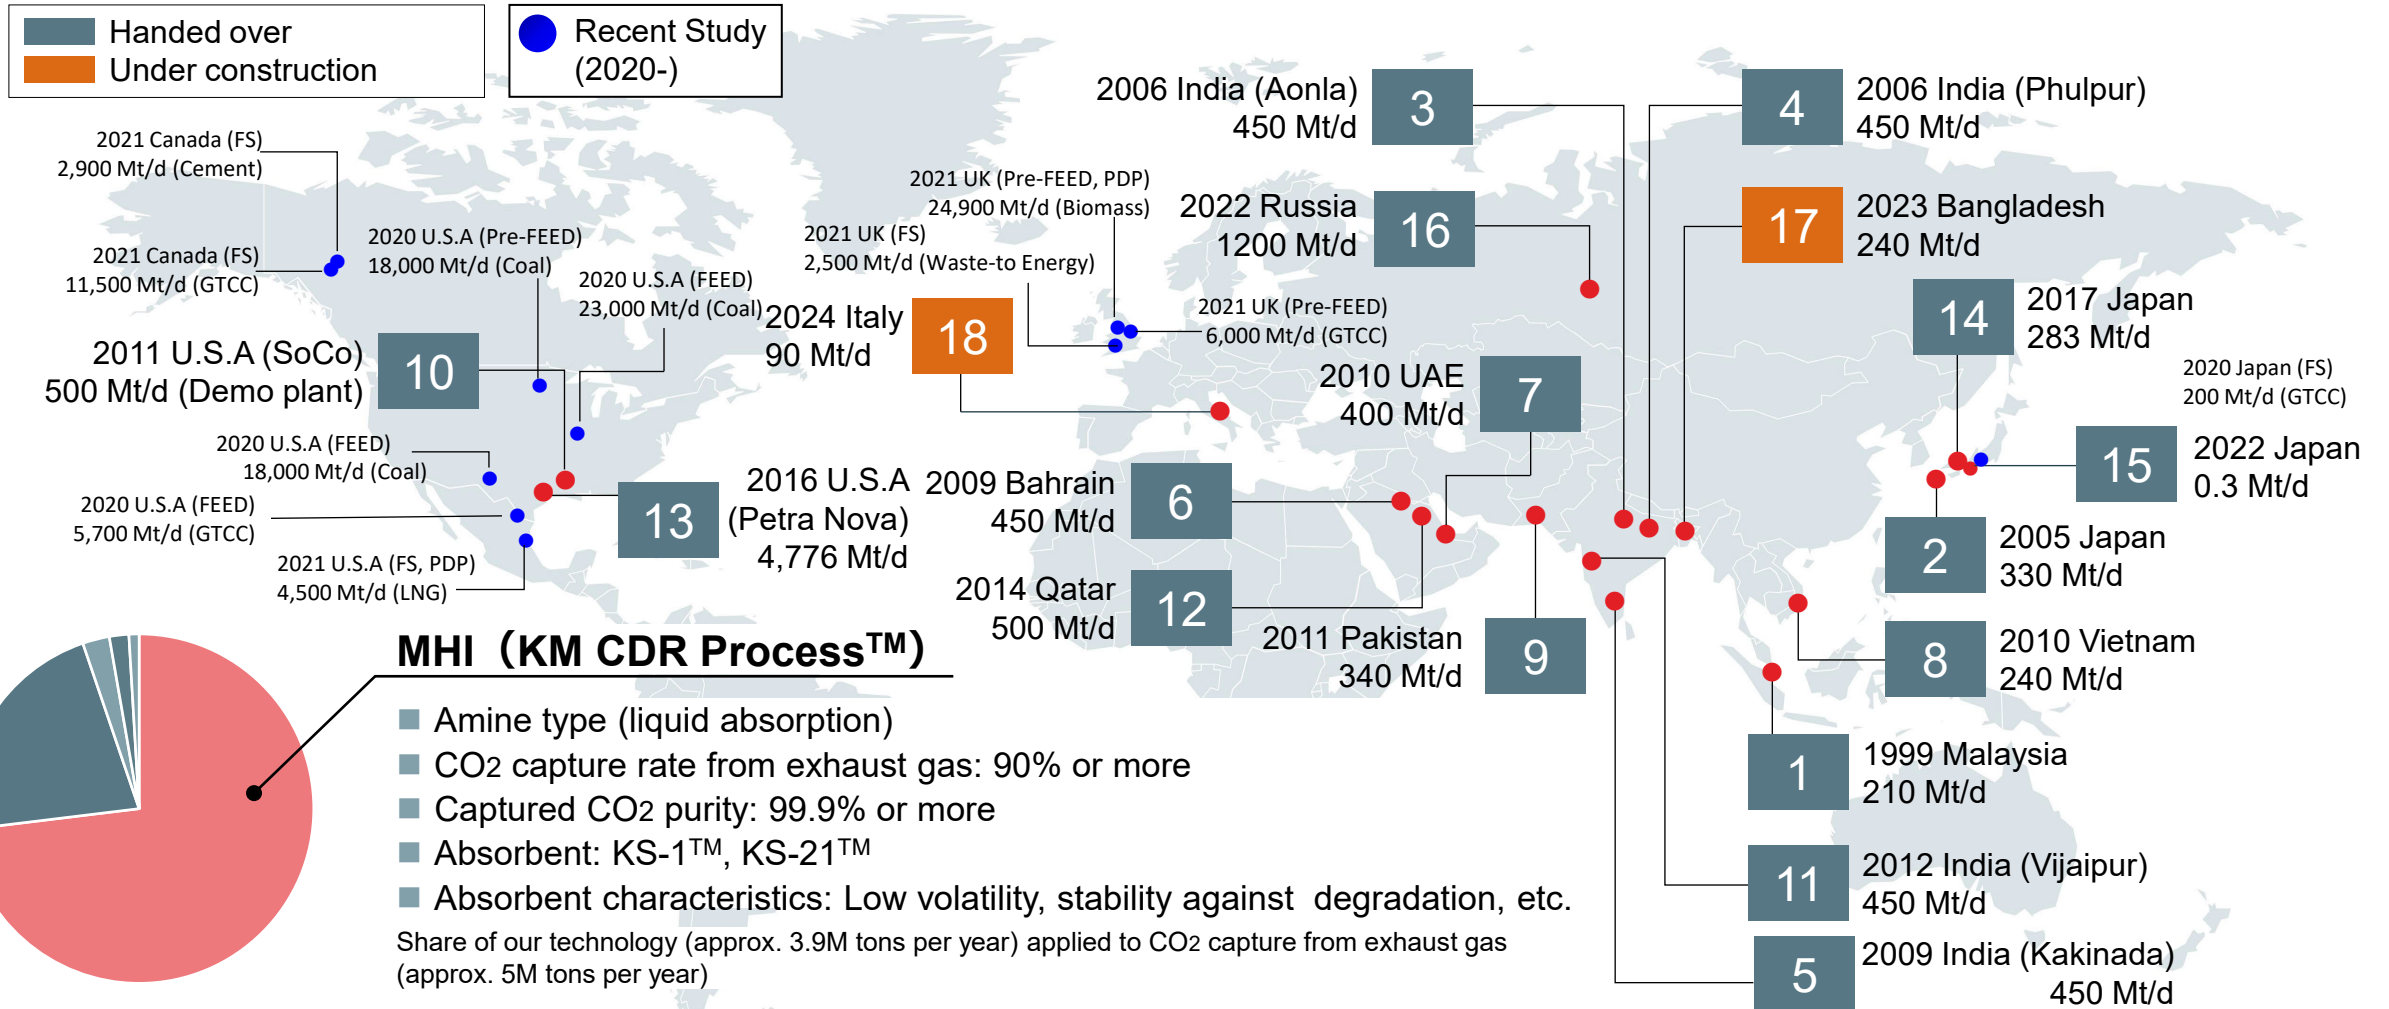 Handed over
Under construction
Recent Study
(2020-)
2021 Canada (FS)
2,900 Mt/d (Cement)
2021 Canada (FS)
11,500 Mt/d (GTCC)
2020 U.S.A (Pre-FEED)
18,000 Mt/d (Coal)
2020 U.S.A (FEED)
23,000 Mt/d (Coal)
2011 U.S.A (SoCo)
500 Mt/d (Demo plant)
10
2020 U.S.A (FEED)
18,000 Mt/d (Coal)
2020 U.S.A (FEED)
5,700 Mt/d (GTCC)
2021 U.S.A (FS, PDP)
4,500 Mt/d (LNG)
13
2016 U.S.A
(Petra Nova)
4,776 Mt/d
2021 UK (Pre-FEED, PDP)
24,900 Mt/d (Biomass)
2021 UK (FS)
2,500 Mt/d (Waste-to Energy)
2021 UK (Pre-FEED)
6,000 Mt/d (GTCC)
2024 Italy
90 Mt/d
18
2006 India (Aonla)
450 Mt/d
3
4
2006 India (Phulpur)
450 Mt/d
2022 Russia
1200 Mt/d
16
17
2023 Bangladesh
240 Mt/d
14
2017 Japan
283 Mt/d
2020 Japan (FS)
200 Mt/d (GTCC)
15
2022 Japan
0.3 Mt/d
2
2005 Japan
330 Mt/d
2010 UAE
400 Mt/d
7
2009 Bahrain
450 Mt/d
6
2014 Qatar
500 Mt/d
12
2011 Pakistan
340 Mt/d
9
8
2010 Vietnam
240 Mt/d
1
1999 Malaysia
210 Mt/d
11
2012 India (Vijaipur)
450 Mt/d
5
2009 India (Kakinada)
450 Mt/d
MHI（KM CDR Process™）
Amine type (liquid absorption)
CO2 capture rate from exhaust gas: 90% or more
Captured CO2 purity: 99.9% or more
Absorbent: KS-1™, KS-21™
Absorbent characteristics: Low volatility, stability against degradation, etc.
Share of our technology (approx. 3.9M tons per year) applied to CO2 capture from exhaust gas
(approx. 5M tons per year)